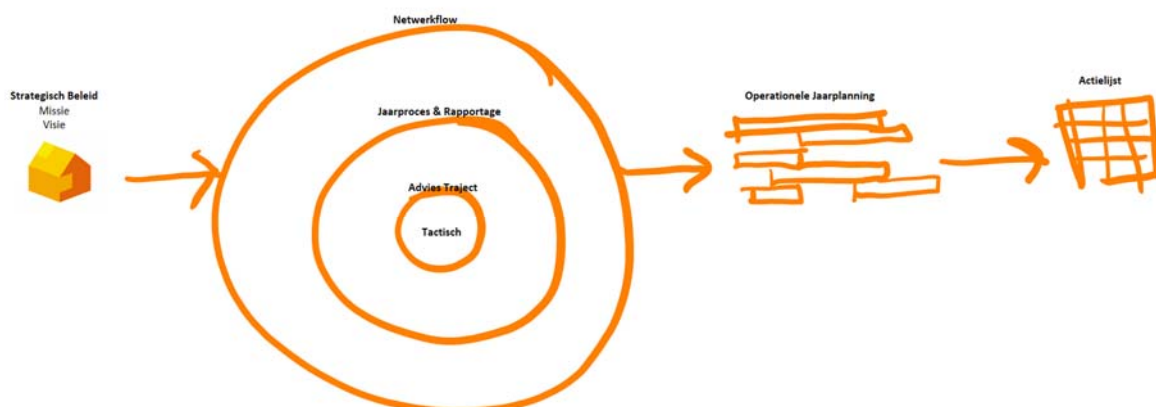 Netwerkflow
Strategisch Beleid
Missie
Visie
Jaarproces & Rapportage
Advies Traject
Tactisch
Operationele Jaarplanning
Actielijst